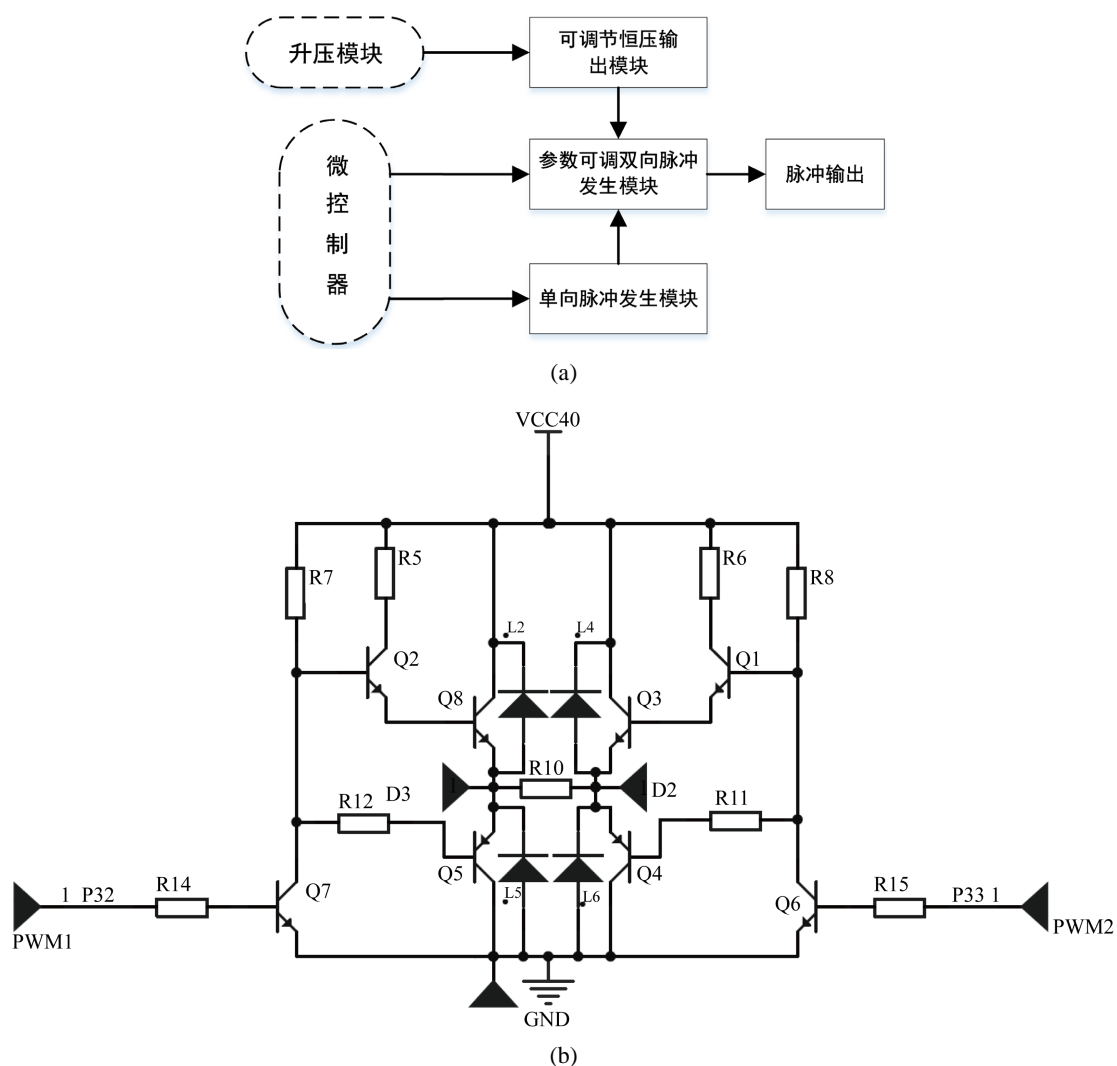 升压模块
可调节恒压输
出模块
微
控
制
器
参数可调双向脉冲
发生模块
脉冲输出
单向脉冲发生模块
(a)
VCC40
R7
R5
R6
R8
L2
L4
Q2
Q1
Q8
Q3
1
R10
1
D2
R12
D3
R11
Q5
Q4
L5
L6
1
P32
R14
Q7
Q6
R15
P33 1
PWM1
PWM2
GND
(b)